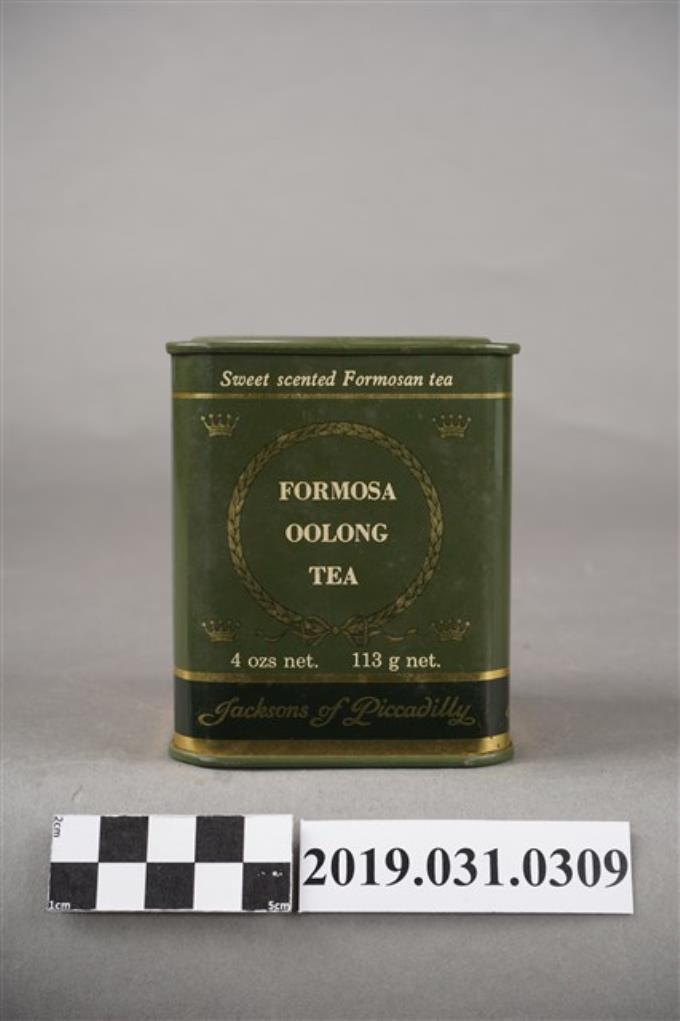 Sweet scented Formosan tea
FORMOSA
OOLONG
TEA
4 ozs net. 113 g net.
Jacksons of Piccadilly
2cm
1cm 5cm
2019.031.0309